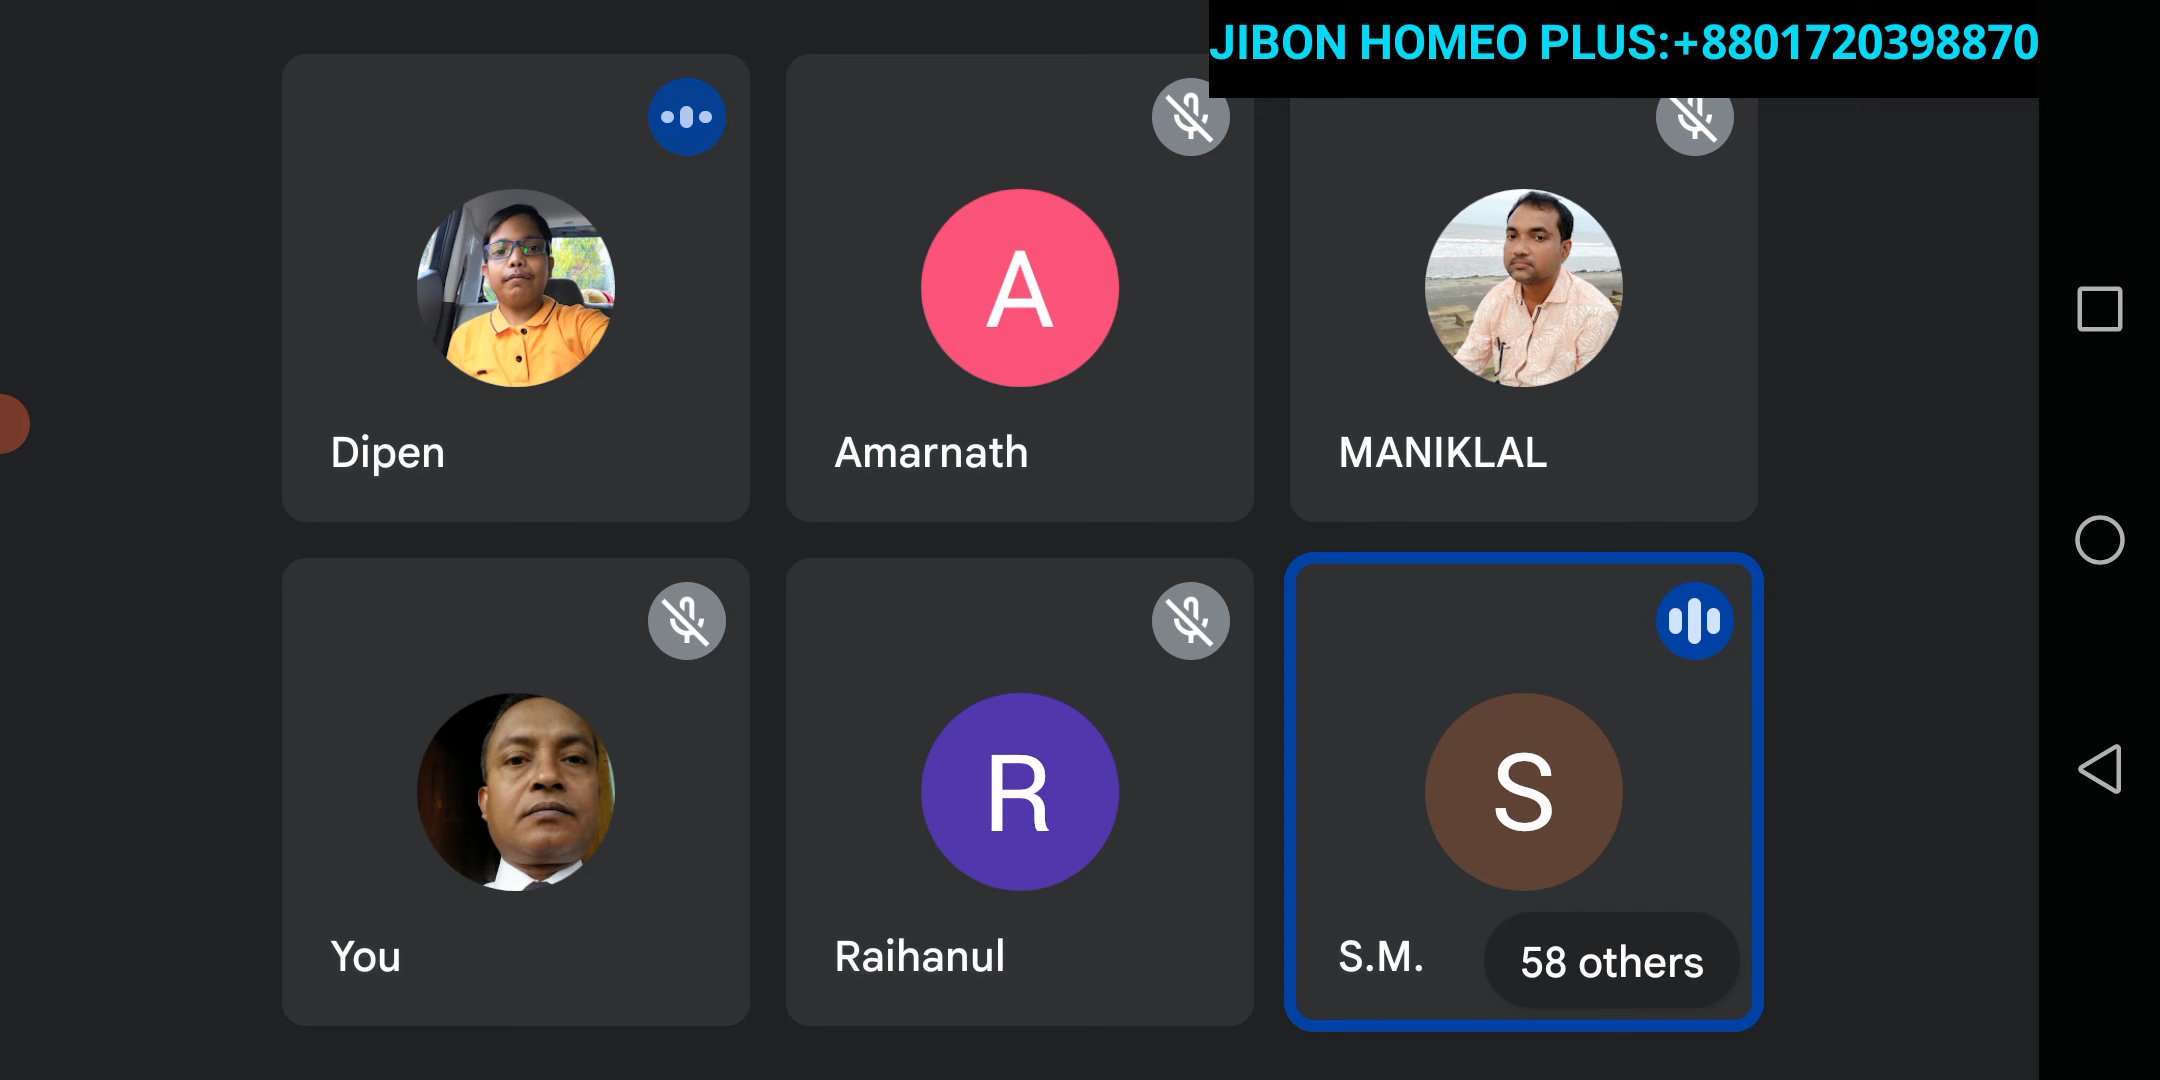 JIBON HOMEO PLUS:+8801720398870
A
Dipen
Amarnath
MANIKLAL
R
S
You
Raihanul
S.M.
58 others